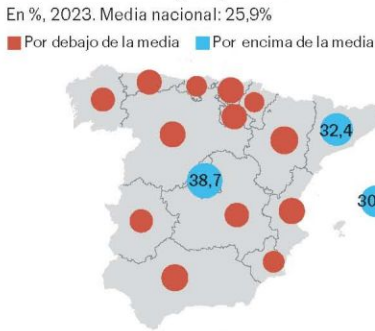 En %, 2023. Media nacional: 25,9%
Por debajo de la media Por encima de la media
32,4
38,7